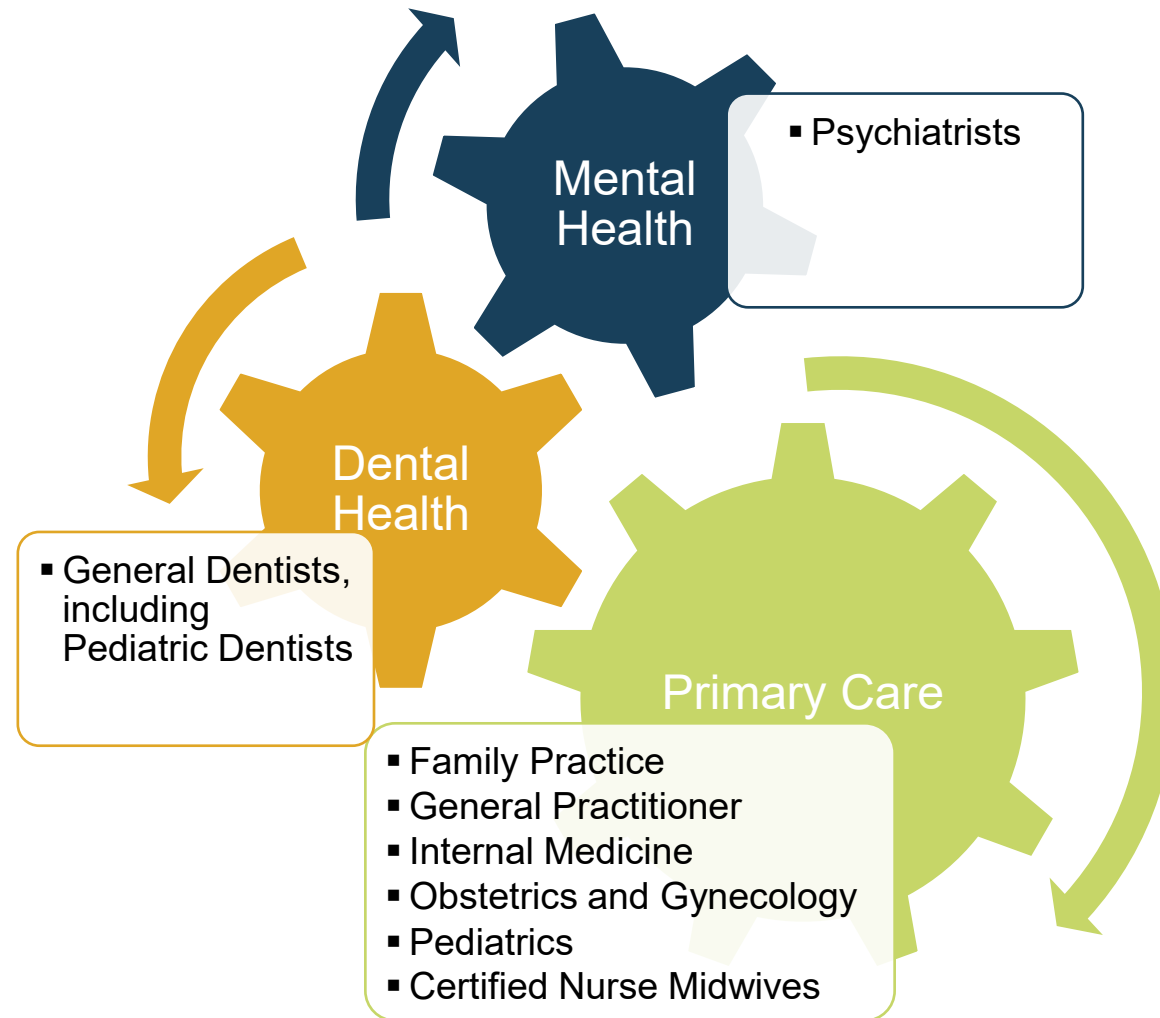 Mental
Health
▪ Psychiatrists
Dental
Health
▪ General Dentists,
including
Pediatric Dentists
Primary Care
▪ Family Practice
▪ General Practitioner
▪ Internal Medicine
▪ Obstetrics and Gynecology
▪ Pediatrics
▪ Certified Nurse Midwives